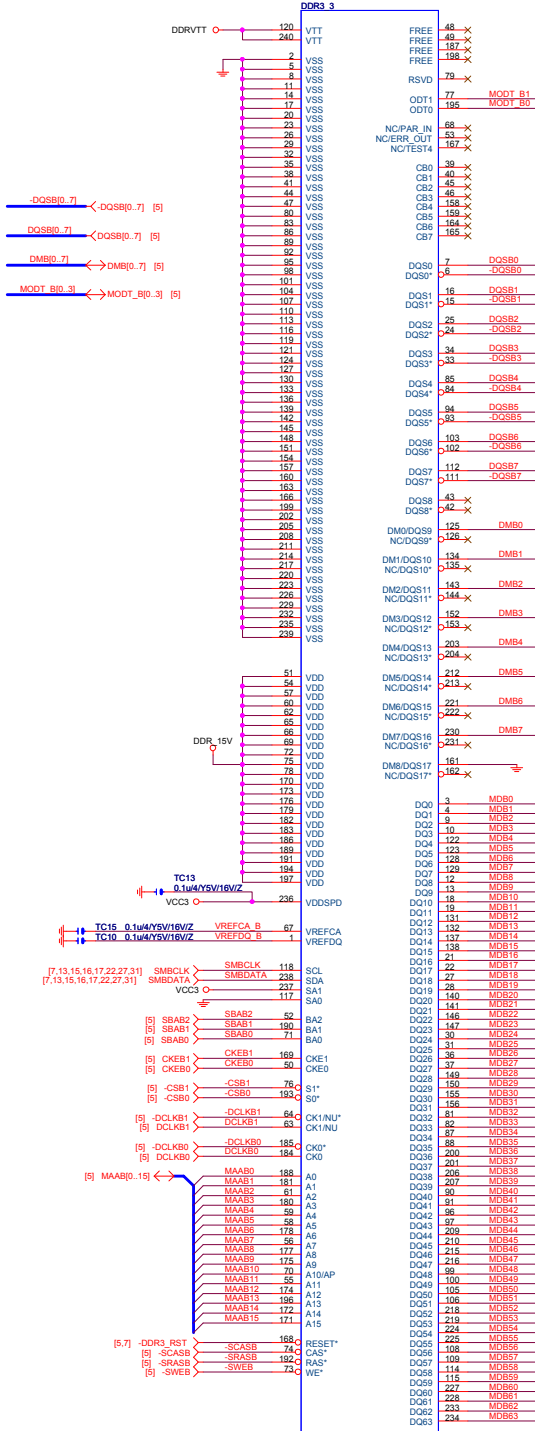 DDR3_3
DDRVTT 120 VTT FREE 48
240 VTT FREE 49
FREE 187
2 VSS FREE 198
5 VSS
8 VSS RSVD 79
11 VSS
14 VSS ODT1 77 MODT_B1
17 VSS ODT0 195 MODT_B0
20 VSS
23 VSS NC/PAR_IN 68
26 VSS NC/ERR_OUT 53
29 VSS NC/TEST4 167
32 VSS
35 VSS CB0 39
38 VSS CB1 40
41 VSS CB2 45
44 VSS CB3 46
-DQSB[0..7] -DQSB[0..7] [5] 47 VSS CB4 158
80 VSS CB5 159
83 VSS CB6 164
DQSB[0..7] DQSB[0..7] [5] 86 VSS CB7 165
89 VSS
92 VSS
DMB[0..7] DMB[0..7] [5] 95 VSS DQS0 7 DQSB0
98 VSS DQS0* 6 -DQSB0
101 VSS
MODT_B[0..3] MODT_B[0..3] [5] 104 VSS DQS1 16 DQSB1
107 VSS DQS1* 15 -DQSB1
110 VSS
113 VSS DQS2 25 DQSB2
116 VSS DQS2* 24 -DQSB2
119 VSS
121 VSS DQS3 34 DQSB3
124 VSS DQS3* 33 -DQSB3
127 VSS
130 VSS DQS4 85 DQSB4
133 VSS DQS4* 84 -DQSB4
136 VSS
139 VSS DQS5 94 DQSB5
142 VSS DQS5* 93 -DQSB5
145 VSS
148 VSS DQS6 103 DQSB6
151 VSS DQS6* 102 -DQSB6
154 VSS
157 VSS DQS7 112 DQSB7
160 VSS DQS7* 111 -DQSB7
163 VSS
166 VSS DQS8 43
199 VSS DQS8* 42
202 VSS
205 VSS DM0/DQS9 125 DMB0
208 VSS NC/DQS9* 126
211 VSS
214 VSS DM1/DQS10 134 DMB1
217 VSS NC/DQS10* 135
220 VSS
223 VSS DM2/DQS11 143 DMB2
226 VSS NC/DQS11* 144
229 VSS
232 VSS DM3/DQS12 152 DMB3
235 VSS NC/DQS12* 153
239 VSS
DM4/DQS13 203 DMB4
NC/DQS13* 204
51 VDD
54 VDD DM5/DQS14 212 DMB5
57 VDD NC/DQS14* 213
60 VDD
62 VDD DM6/DQS15 221 DMB6
65 VDD NC/DQS15* 222
66 VDD
DDR_15V 69 VDD DM7/DQS16 230 DMB7
72 VDD NC/DQS16* 231
75 VDD
78 VDD DM8/DQS17 161
170 VDD NC/DQS17* 162
173 VDD
176 VDD DQ0 3 MDB0
179 VDD DQ1 4 MDB1
182 VDD DQ2 9 MDB2
183 VDD DQ3 10 MDB3
186 VDD DQ4 122 MDB4
189 VDD DQ5 123 MDB5
191 VDD DQ6 128 MDB6
194 VDD DQ7 129 MDB7
197 VDD DQ8 12 MDB8
TC13 DQ9 13 MDB9
0.1u/4/Y5V/16V/Z DQ10 18 MDB10
VCC3 236 VDDSPD DQ11 19 MDB11
DQ12 131 MDB12
TC15 0.1u/4/Y5V/16V/Z VREFCA_B 67 VREFCA DQ13 132 MDB13
TC10 0.1u/4/Y5V/16V/Z VREFDQ_B 1 VREFDQ DQ14 137 MDB14
DQ15 138 MDB15
DQ16 21 MDB16
[7,13,15,16,17,22,27,31] SMBCLK SMBCLK 118 SCL DQ17 22 MDB17
[7,13,15,16,17,22,27,31] SMBDATA SMBDATA 238 SDA DQ18 27 MDB18
VCC3 237 SA1 DQ19 28 MDB19
117 SA0 DQ20 140 MDB20
DQ21 141 MDB21
[5] SBAB2 SBAB2 52 BA2 DQ22 146 MDB22
[5] SBAB1 SBAB1 190 BA1 DQ23 147 MDB23
[5] SBAB0 SBAB0 71 BA0 DQ24 30 MDB24
DQ25 31 MDB25
[5] CKEB1 CKEB1 169 CKE1 DQ26 36 MDB26
[5] CKEB0 CKEB0 50 CKE0 DQ27 37 MDB27
DQ28 149 MDB28
[5] -CSB1 -CSB1 76 S1* DQ29 150 MDB29
[5] -CSB0 -CSB0 193 S0* DQ30 155 MDB30
DQ31 156 MDB31
[5] -DCLKB1 -DCLKB1 64 CK1/NU* DQ32 81 MDB32
[5] DCLKB1 DCLKB1 63 CK1/NU DQ33 82 MDB33
DQ34 87 MDB34
[5] -DCLKB0 -DCLKB0 185 CK0* DQ35 88 MDB35
[5] DCLKB0 DCLKB0 184 CK0 DQ36 200 MDB36
DQ37 201 MDB37
[5] MAAB[0..15] MAAB0 188 A0 DQ38 206 MDB38
MAAB1 181 A1 DQ39 207 MDB39
MAAB2 61 A2 DQ40 90 MDB40
MAAB3 180 A3 DQ41 91 MDB41
MAAB4 59 A4 DQ42 96 MDB42
MAAB5 58 A5 DQ43 97 MDB43
MAAB6 178 A6 DQ44 209 MDB44
MAAB7 56 A7 DQ45 210 MDB45
MAAB8 177 A8 DQ46 215 MDB46
MAAB9 175 A9 DQ47 216 MDB47
MAAB10 70 A10/AP DQ48 99 MDB48
MAAB11 55 A11 DQ49 100 MDB49
MAAB12 174 A12 DQ50 105 MDB50
MAAB13 196 A13 DQ51 106 MDB51
MAAB14 172 A14 DQ52 218 MDB52
MAAB15 171 A15 DQ53 219 MDB53
DQ54 224 MDB54
[5,7] -DDR3_RST 168 RESET* DQ55 225 MDB55
[5] -SCASB -SCASB 74 CAS* DQ56 108 MDB56
[5] -SRASB -SRASB 192 RAS* DQ57 109 MDB57
[5] -SWEB -SWEB 73 WE* DQ58 114 MDB58
DQ59 115 MDB59
DQ60 227 MDB60
DQ61 228 MDB61
DQ62 233 MDB62
DQ63 234 MDB63